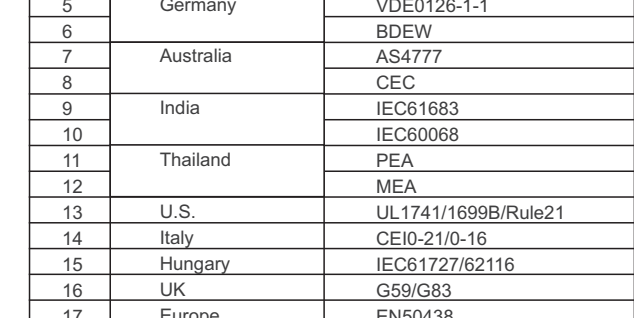 5 Germany VDE0126-1-1
6 BDEW
7 Australia AS4777
8 CEC
9 India IEC61683
10 IEC60068
11 Thailand PEA
12 MEA
13 U.S. UL1741/1699B/Rule21
14 Italy CEI0-21/0-16
15 Hungary IEC61727/62116
16 UK G59/G83
17 Europe EN50438